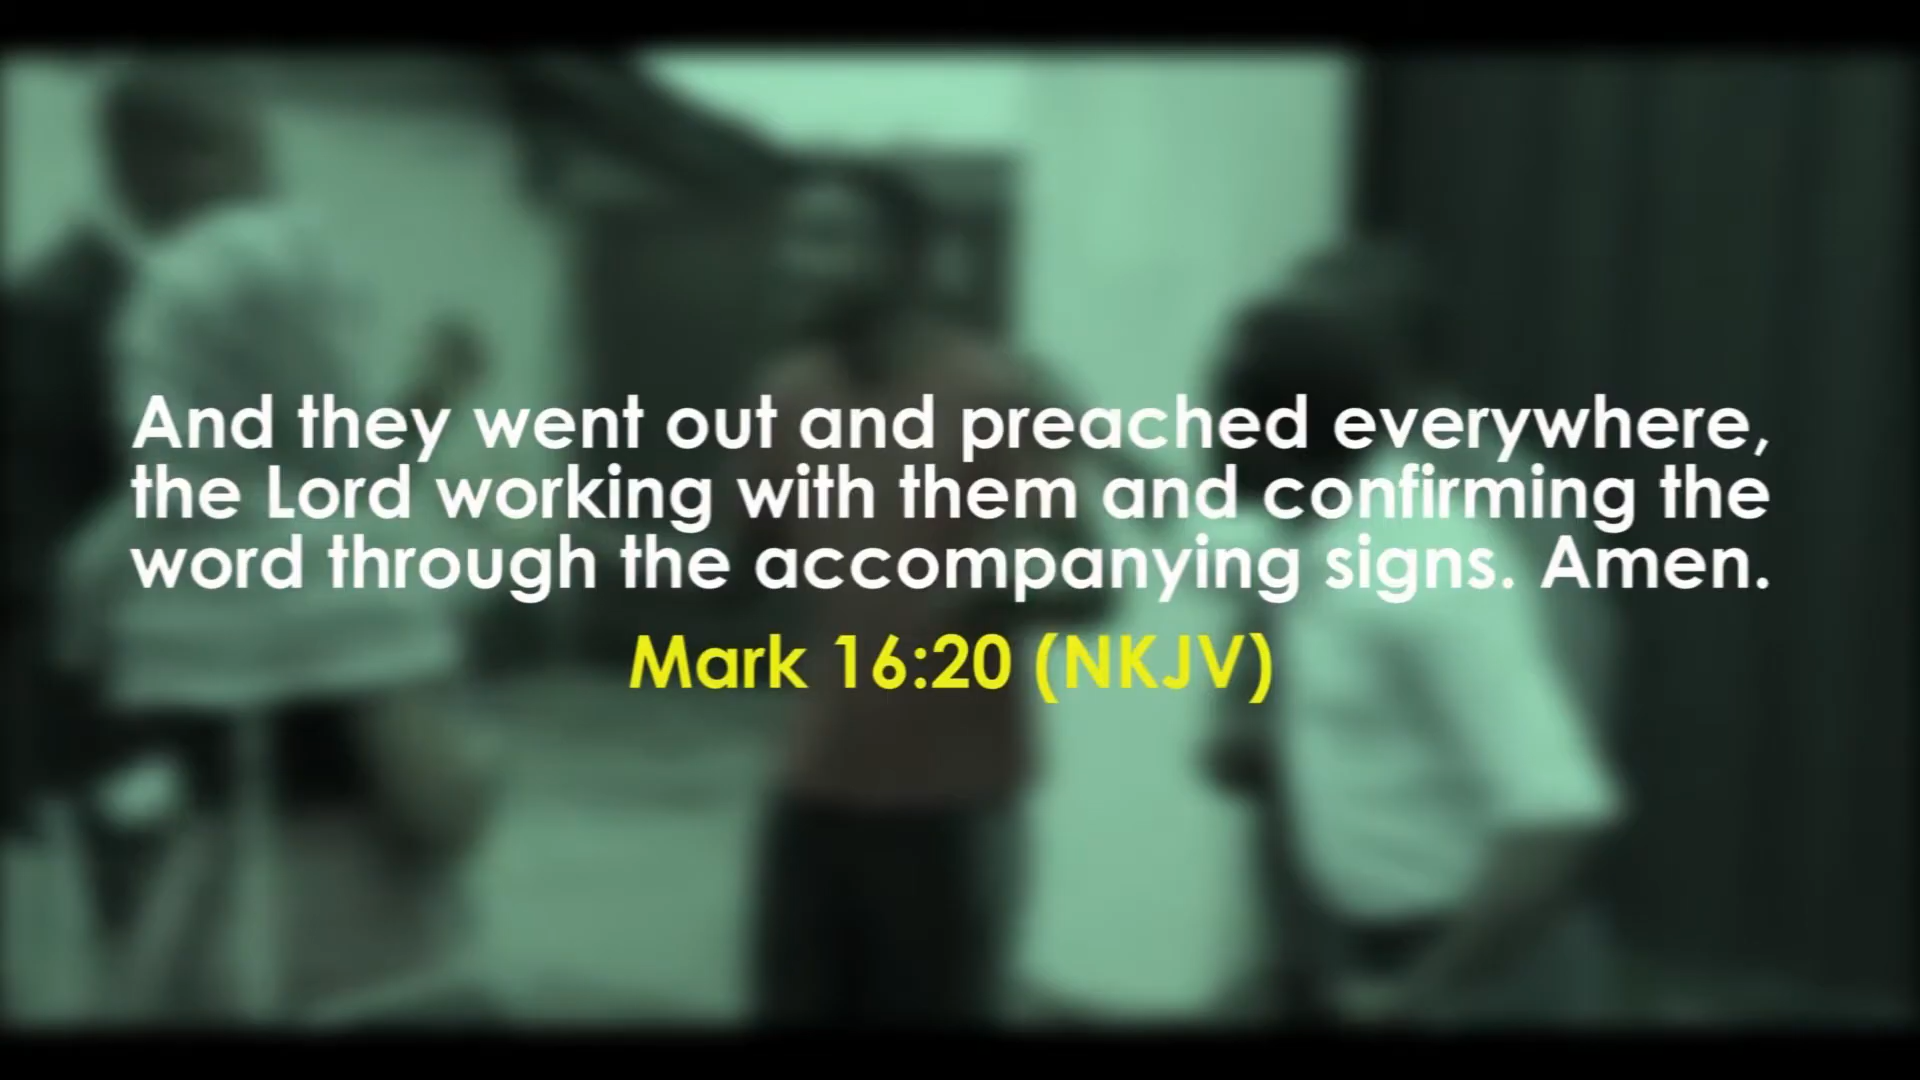 And they went out and preached everywhere,
the Lord working with them and confirming the
word through the accompanying signs. Amen.
Mark 16:20 (NKJV)